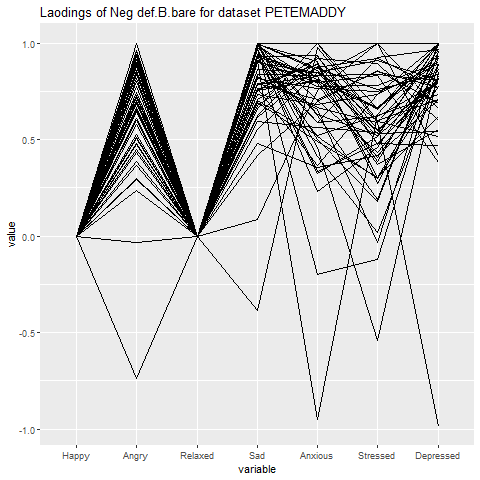 Laodings of Neg def.B.bare for dataset PETEMADDY
1.0
0.5
0.0
-0.5
-1.0
value
Happy Angry Relaxed Sad Anxious Stressed Depressed
variable